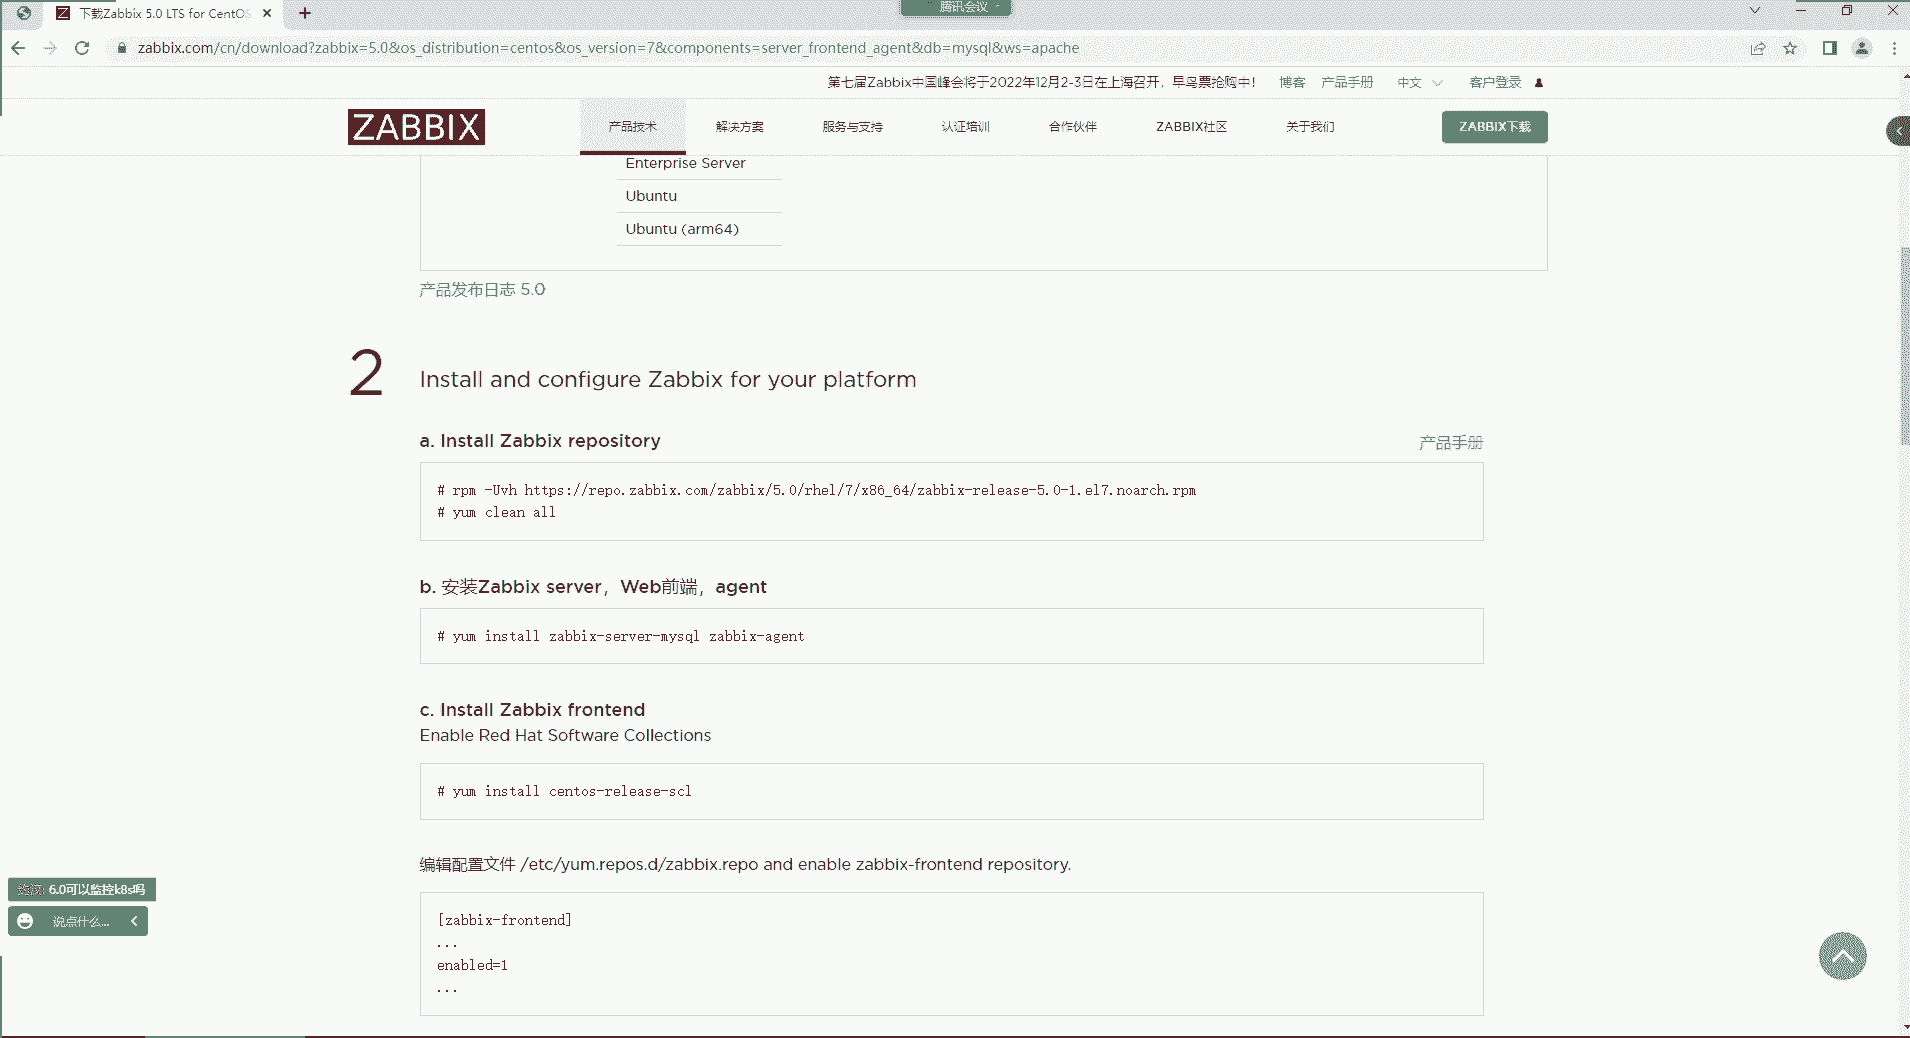 下载Zabbix 5.0 LTS for CentOS
腾讯会议
zabbix.com/cn/download?zabbix=5.0&os_distribution=centos&os_version=7&components=server_frontend_agent&db=mysql&ws=apache
第七届Zabbix中国峰会将于2022年12月2-3日在上海召开，早鸟票抢购中！ 博客 产品手册 中文 客户登录
ZABBIX 产品技术 解决方案 服务与支持 认证培训 合作伙伴 ZABBIX社区 关于我们 ZABBIX下载
Enterprise Server
Ubuntu
Ubuntu (arm64)
产品发布日志 5.0
2 Install and configure Zabbix for your platform
a. Install Zabbix repository 产品手册
# rpm -Uvh https://repo.zabbix.com/zabbix/5.0/rhel/7/x86_64/zabbix-release-5.0-1.el7.noarch.rpm
# yum clean all
b. 安装Zabbix server，Web前端，agent
# yum install zabbix-server-mysql zabbix-agent
c. Install Zabbix frontend
Enable Red Hat Software Collections
# yum install centos-release-scl
编辑配置文件 /etc/yum.repos.d/zabbix.repo and enable zabbix-frontend repository.
[zabbix-frontend]
...
enabled=1
...
6.0可以监控k8s吗
说点什么...